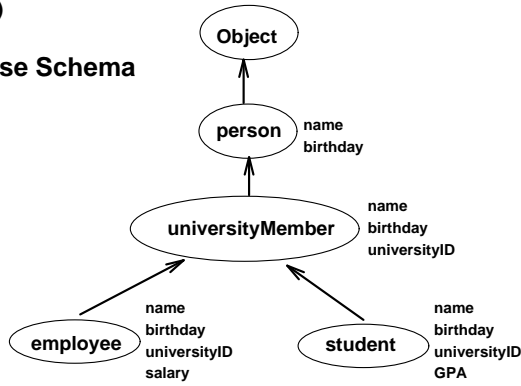 )
Object
se Schema
person
name
birthday
universityMember
name
birthday
universityID
employee
name
birthday
universityID
salary
student
name
birthday
universityID
GPA